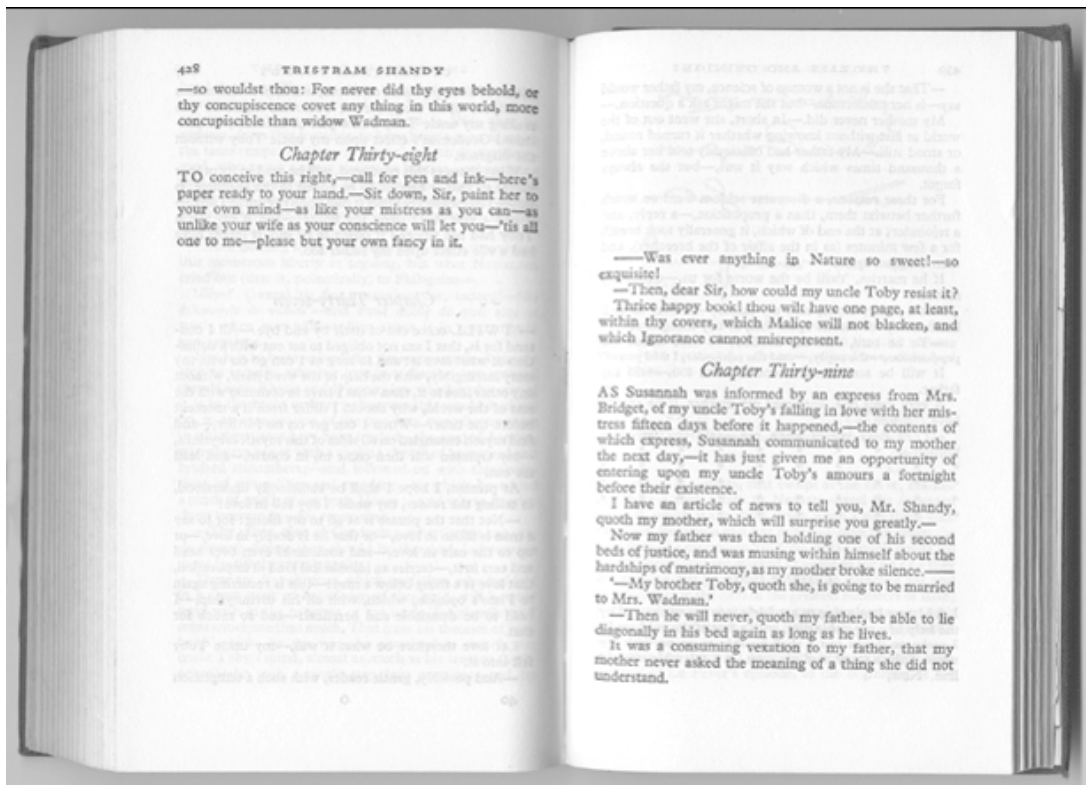 428 TRISTRAM SHANDY
—so wouldst thou: For never did thy eyes behold, or
thy concupiscence covet any thing in this world, more
concupiscible than widow Wadman.
Chapter Thirty-eight
TO conceive this right,—call for pen and ink—here's
paper ready to your hand.—Sit down, Sir, paint her to
your own mind—as like your mistress as you can—as
unlike your wife as your conscience will let you—'tis all
one to me—please but your own fancy in it.
——Was ever anything in Nature so sweet!—so
exquisite!
—Then, dear Sir, how could my uncle Toby resist it?
Thrice happy book! thou wilt have one page, at least,
within thy covers, which Malice will not blacken, and
which Ignorance cannot misrepresent.
Chapter Thirty-nine
AS Susannah was informed by an express from Mrs.
Bridget, of my uncle Toby's falling in love with her mis-
tress fifteen days before it happened,—the contents of
which express, Susannah communicated to my mother
the next day,—it has just given me an opportunity of
entering upon my uncle Toby's amours a fortnight
before their existence.
I have an article of news to tell you, Mr. Shandy,
quoth my mother, which will surprise you greatly.—
Now my father was then holding one of his second
beds of justice, and was musing within himself about the
hardships of matrimony, as my mother broke silence.——
'—My brother Toby, quoth she, is going to be married
to Mrs. Wadman.'
—Then he will never, quoth my father, be able to lie
diagonally in his bed again as long as he lives.
It was a consuming vexation to my father, that my
mother never asked the meaning of a thing she did not
understand.